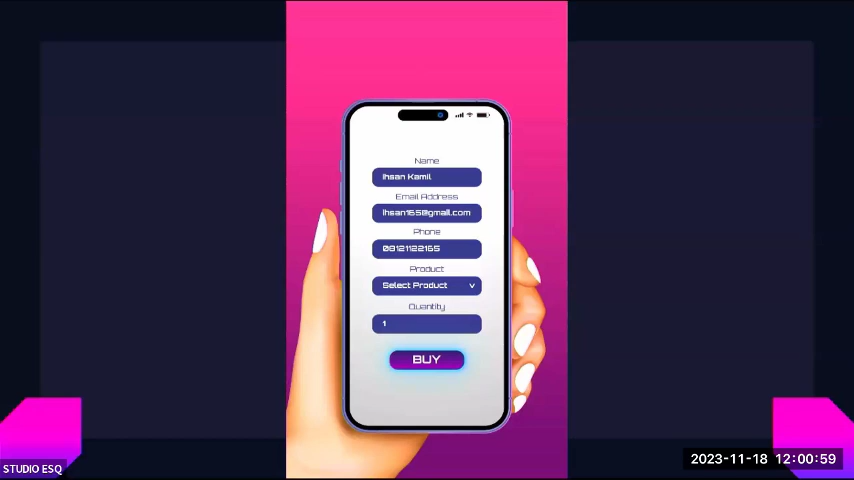 Name
Ihsan Kamil
Email Address
Ihsan165@gmail.com
Phone
08121122165
Product
Select Product
Quantity
1
BUY
STUDIO ESQ
2023-11-18 12:00:59